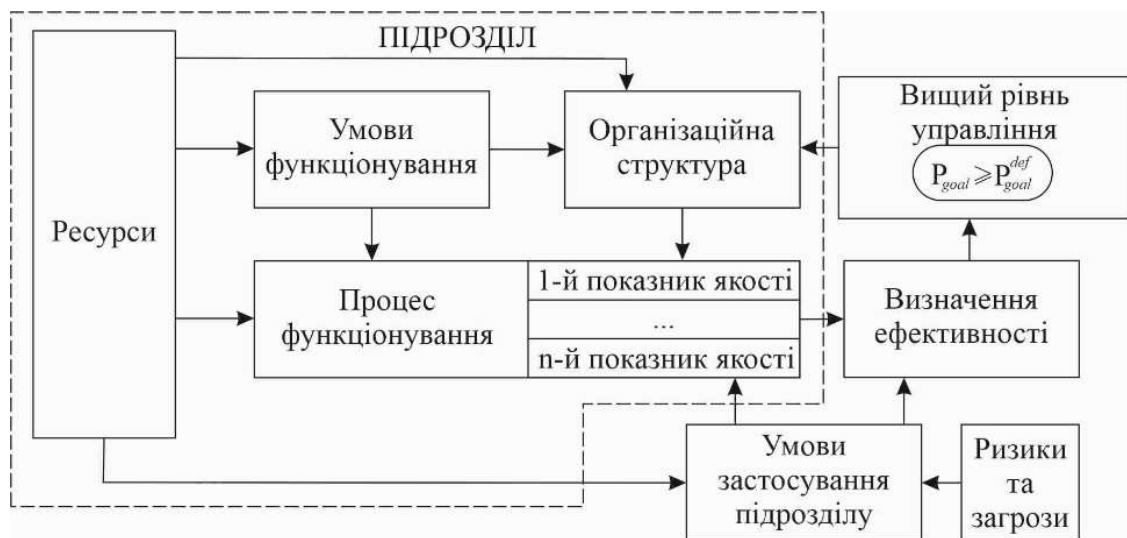 ПІДРОЗДІЛ
Ресурси
Умови
функціонування
Організаційна
структура
Вищий рівнь
управління
P_goal ⩾ P_goal^def
Процес
функціонування
1-й показник якості
...
n-й показник якості
Визначення
ефективності
Умови
застосування
підрозділу
Ризики
та
загрози